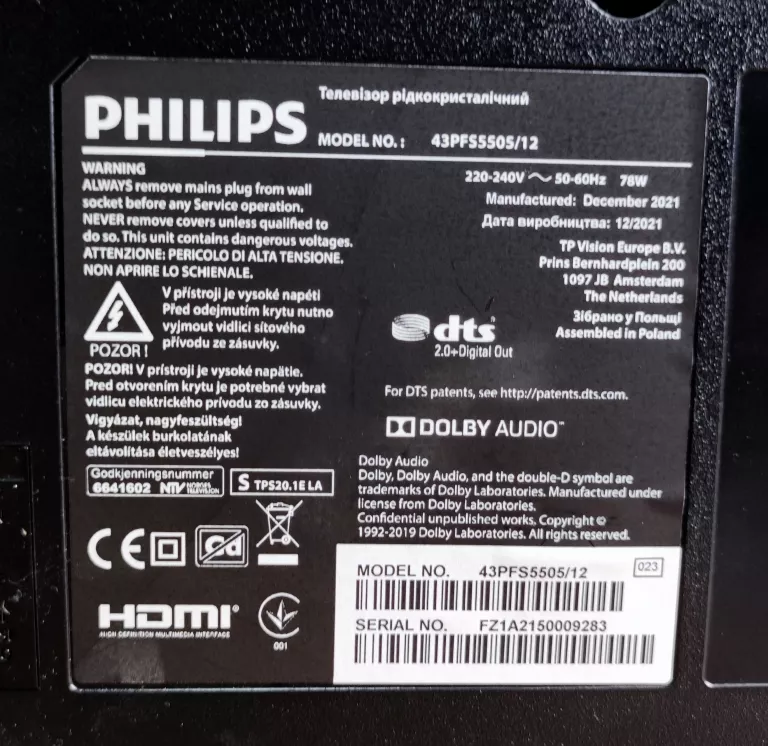 PHILIPS
Телевізор рідкокристалічний
MODEL NO. : 43PFS5505/12
WARNING
ALWAYS remove mains plug from wall
socket before any Service operation.
NEVER remove covers unless qualified to
do so. This unit contains dangerous voltages.
ATTENZIONE: PERICOLO DI ALTA TENSIONE.
NON APRIRE LO SCHIENALE.
V přístroji je vysoké napětí
Před odejmutím krytu nutno
vyjmout vidlici síťového
přívodu ze zásuvky.
POZOR !
POZOR! V prístroji je vysoké napätie.
Pred otvorením krytu je potrebné vybrat
vidlicu elektrického prívodu zo zásuvky.
Vigyázat, nagyfeszültség!
A készülek burkolatának
eltávolítása életveszélyes!
Godkjenningsnummer
6641602 NTV NORGES TELEVISION
S TPS20.1E LA
CE
Cd
HDMI
HIGH DEFINITION MULTIMEDIA INTERFACE
001
220-240V ~ 50-60Hz 78W
Manufactured: December 2021
Дата виробництва: 12/2021
TP Vision Europe B.V.
Prins Bernhardplein 200
1097 JB Amsterdam
The Netherlands
Зібрано у Польщі
Assembled in Poland
dts
2.0+Digital Out
For DTS patents, see http://patents.dts.com.
DOLBY AUDIO™
Dolby Audio
Dolby, Dolby Audio, and the double-D symbol are
trademarks of Dolby Laboratories. Manufactured under
license from Dolby Laboratories.
Confidential unpublished works, Copyright ©
1992-2019 Dolby Laboratories. All rights reserved.
MODEL NO. 43PFS5505/12 023
SERIAL NO. FZ1A2150009283